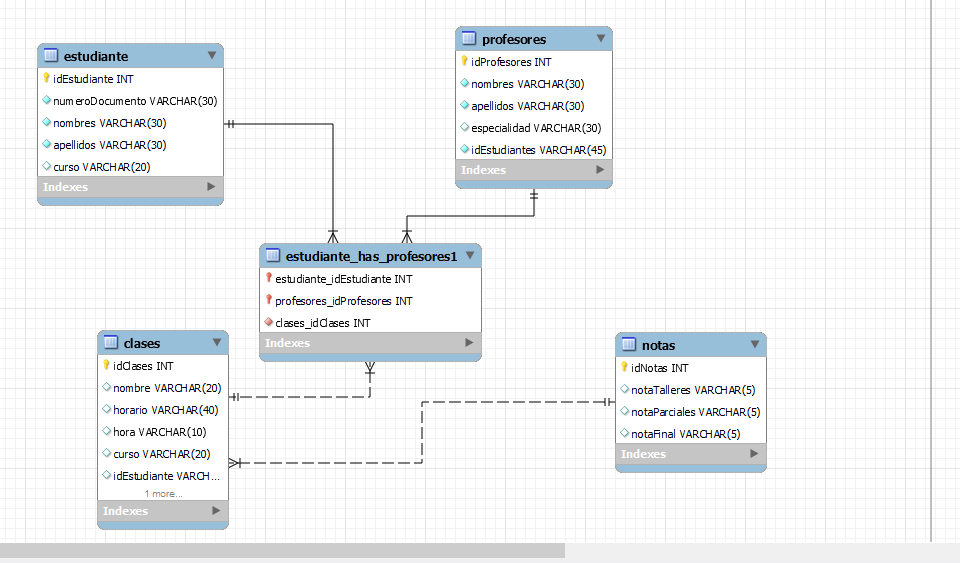 estudiante
idEstudiante INT
numeroDocumento VARCHAR(30)
nombres VARCHAR(30)
apellidos VARCHAR(30)
curso VARCHAR(20)
Indexes
profesores
idProfesores INT
nombres VARCHAR(30)
apellidos VARCHAR(30)
especialidad VARCHAR(30)
idEstudiantes VARCHAR(45)
Indexes
estudiante_has_profesores1
estudiante_idEstudiante INT
profesores_idProfesores INT
clases_idClases INT
Indexes
clases
idClases INT
nombre VARCHAR(20)
horario VARCHAR(40)
hora VARCHAR(10)
curso VARCHAR(20)
idEstudiante VARCH...
1 more...
Indexes
notas
idNotas INT
notaTalleres VARCHAR(5)
notaParciales VARCHAR(5)
notaFinal VARCHAR(5)
Indexes